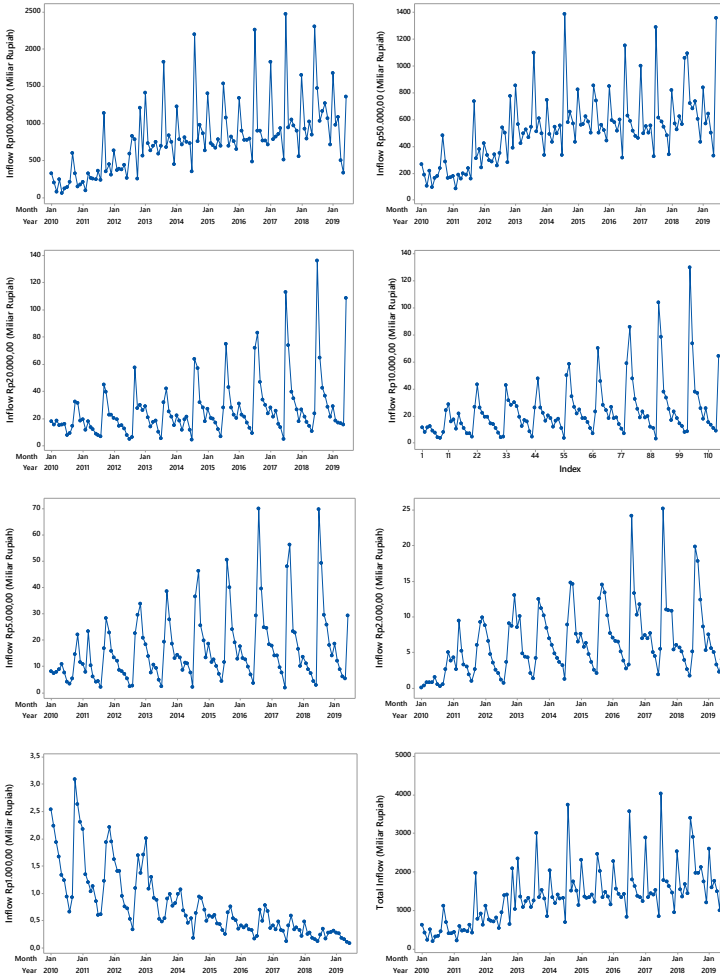 Inflow Rp100.000,00 (Miliar Rupiah)
2500
2000
1500
1000
500
0
Month Jan Jan Jan Jan Jan Jan Jan Jan Jan Jan
Year 2010 2011 2012 2013 2014 2015 2016 2017 2018 2019
Inflow Rp50.000,00 (Miliar Rupiah)
1400
1200
1000
800
600
400
200
0
Month Jan Jan Jan Jan Jan Jan Jan Jan Jan Jan
Year 2010 2011 2012 2013 2014 2015 2016 2017 2018 2019
Inflow Rp20.000,00 (Miliar Rupiah)
140
120
100
80
60
40
20
0
Month Jan Jan Jan Jan Jan Jan Jan Jan Jan Jan
Year 2010 2011 2012 2013 2014 2015 2016 2017 2018 2019
Inflow Rp10.000,00 (Miliar Rupiah)
140
120
100
80
60
40
20
0
1 11 22 33 44 55 66 77 88 99 110
Index
Inflow Rp5.000,00 (Miliar Rupiah)
70
60
50
40
30
20
10
0
Month Jan Jan Jan Jan Jan Jan Jan Jan Jan Jan
Year 2010 2011 2012 2013 2014 2015 2016 2017 2018 2019
Inflow Rp2.000,00 (Miliar Rupiah)
25
20
15
10
5
0
Month Jan Jan Jan Jan Jan Jan Jan Jan Jan Jan
Year 2010 2011 2012 2013 2014 2015 2016 2017 2018 2019
Inflow Rp1.000,00 (Miliar Rupiah)
3,5
3,0
2,5
2,0
1,5
1,0
0,5
0,0
Month Jan Jan Jan Jan Jan Jan Jan Jan Jan Jan
Year 2010 2011 2012 2013 2014 2015 2016 2017 2018 2019
Total Inflow (Miliar Rupiah)
5000
4000
3000
2000
1000
0
Month Jan Jan Jan Jan Jan Jan Jan Jan Jan Jan
Year 2010 2011 2012 2013 2014 2015 2016 2017 2018 2019